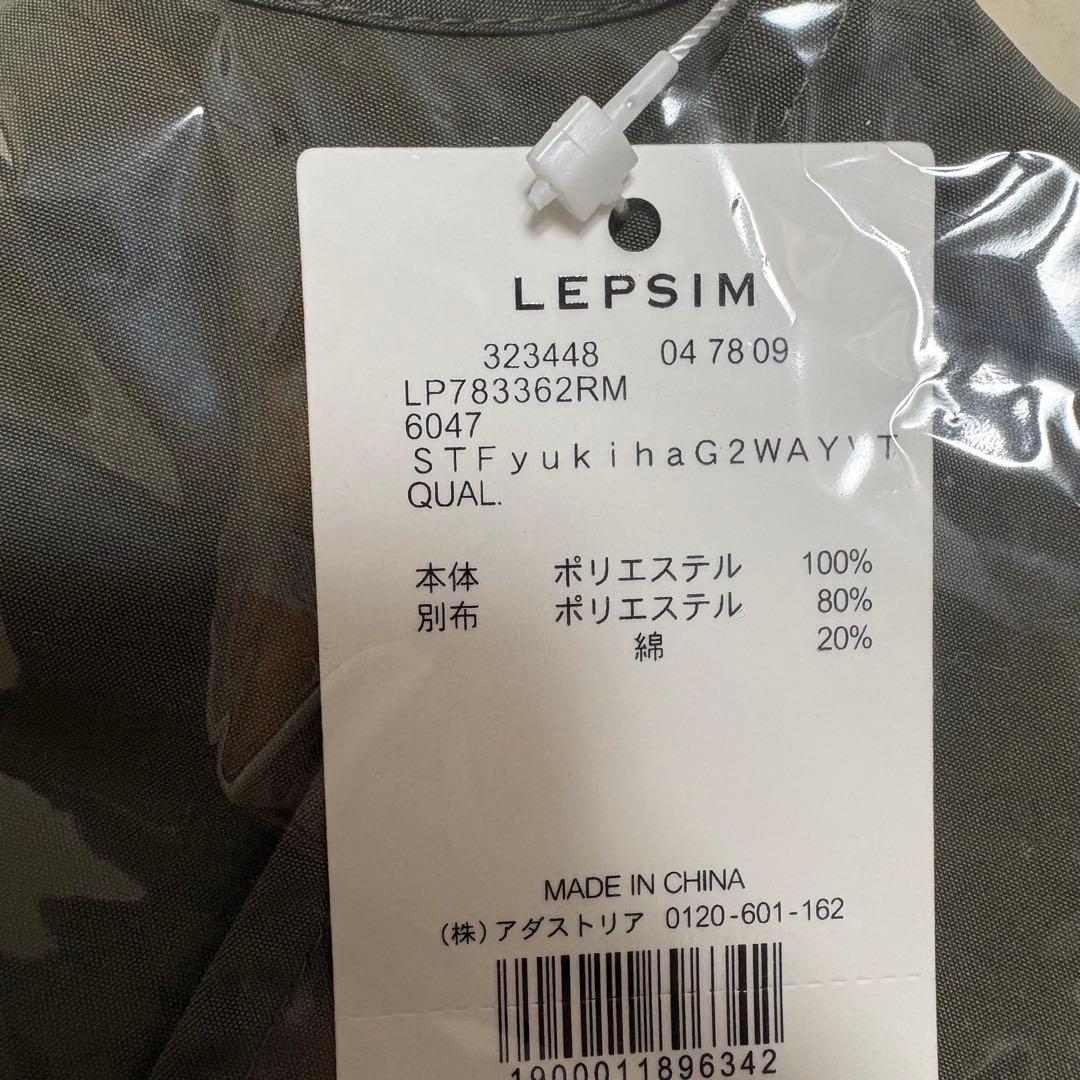 LEPSIM
323448 04 78 09
LP783362RM
6047
STFyukihaG2WAY
QUAL.
本体 ポリエステル 100%
別布 ポリエステル 80%
綿 20%
MADE IN CHINA
(株)アダストリア 0120-601-162
1900011896342